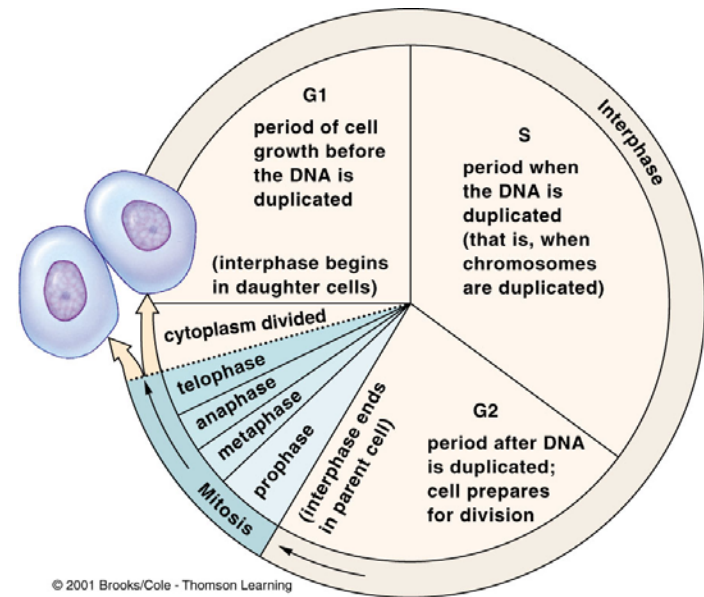 G1
period of cell
growth before
the DNA is
duplicated
(interphase begins
in daughter cells)
S
period when
the DNA is
duplicated
(that is, when
chromosomes
are duplicated)
Interphase
G2
period after DNA
is duplicated;
cell prepares
for division
(interphase ends
in parent cell)
prophase
metaphase
anaphase
telophase
cytoplasm divided
Mitosis
© 2001 Brooks/Cole - Thomson Learning